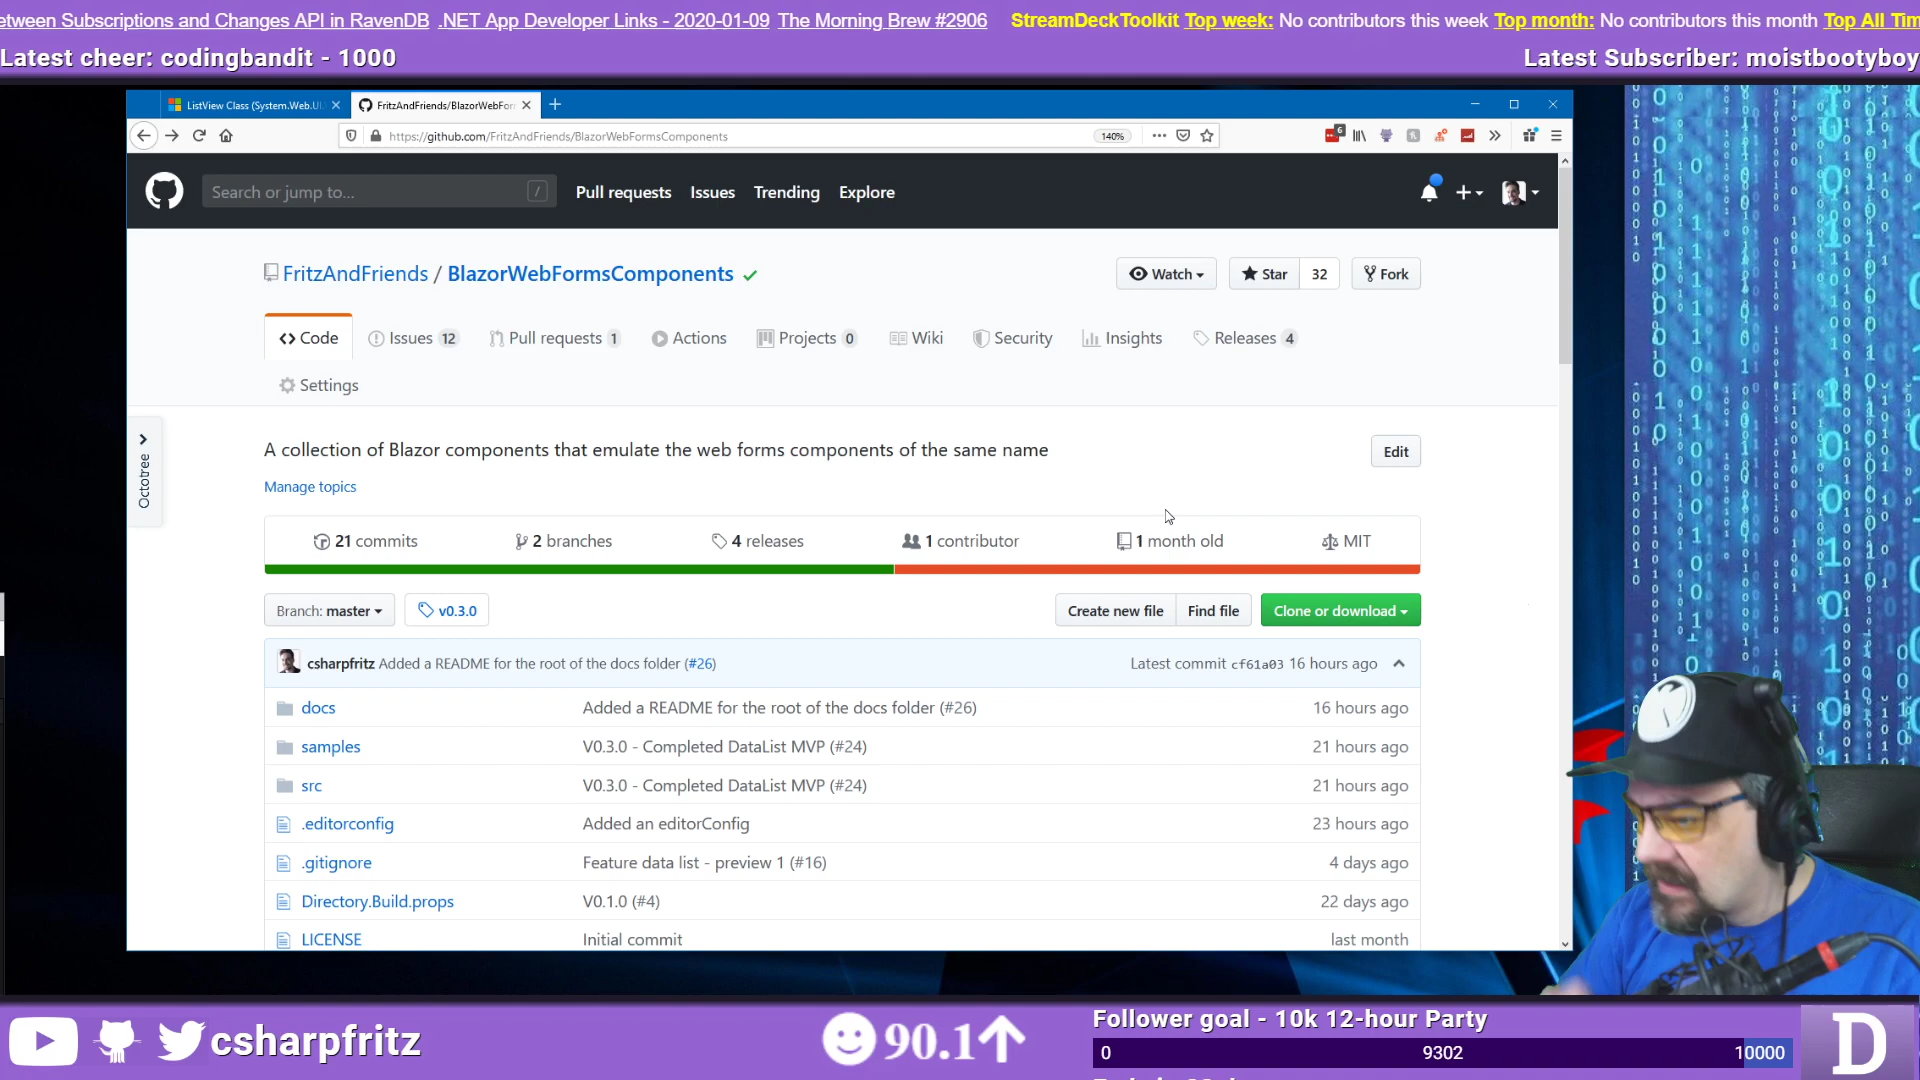 etween Subscriptions and Changes API in RavenDB .NET App Developer Links - 2020-01-09 The Morning Brew #2906 StreamDeckToolkit Top week: No contributors this week Top month: No contributors this month Top All Tim
Latest cheer: codingbandit - 1000 Latest Subscriber: moistbootyboy
ListView Class (System.Web.UI. FritzAndFriends/BlazorWebForm
https://github.com/FritzAndFriends/BlazorWebFormsComponents 140% 6
Search or jump to... / Pull requests Issues Trending Explore
FritzAndFriends / BlazorWebFormsComponents Watch Star 32 Fork
Code Issues 12 Pull requests 1 Actions Projects 0 Wiki Security Insights Releases 4
Settings
Octotree
A collection of Blazor components that emulate the web forms components of the same name Edit
Manage topics
21 commits 2 branches 4 releases 1 contributor 1 month old MIT
Branch: master v0.3.0 Create new file Find file Clone or download
csharpfritz Added a README for the root of the docs folder (#26) Latest commit cf61a03 16 hours ago
docs Added a README for the root of the docs folder (#26) 16 hours ago
samples V0.3.0 - Completed DataList MVP (#24) 21 hours ago
src V0.3.0 - Completed DataList MVP (#24) 21 hours ago
.editorconfig Added an editorConfig 23 hours ago
.gitignore Feature data list - preview 1 (#16) 4 days ago
Directory.Build.props V0.1.0 (#4) 22 days ago
LICENSE Initial commit last month
csharpfritz 90.1 Follower goal - 10k 12-hour Party
0 9302 10000 D